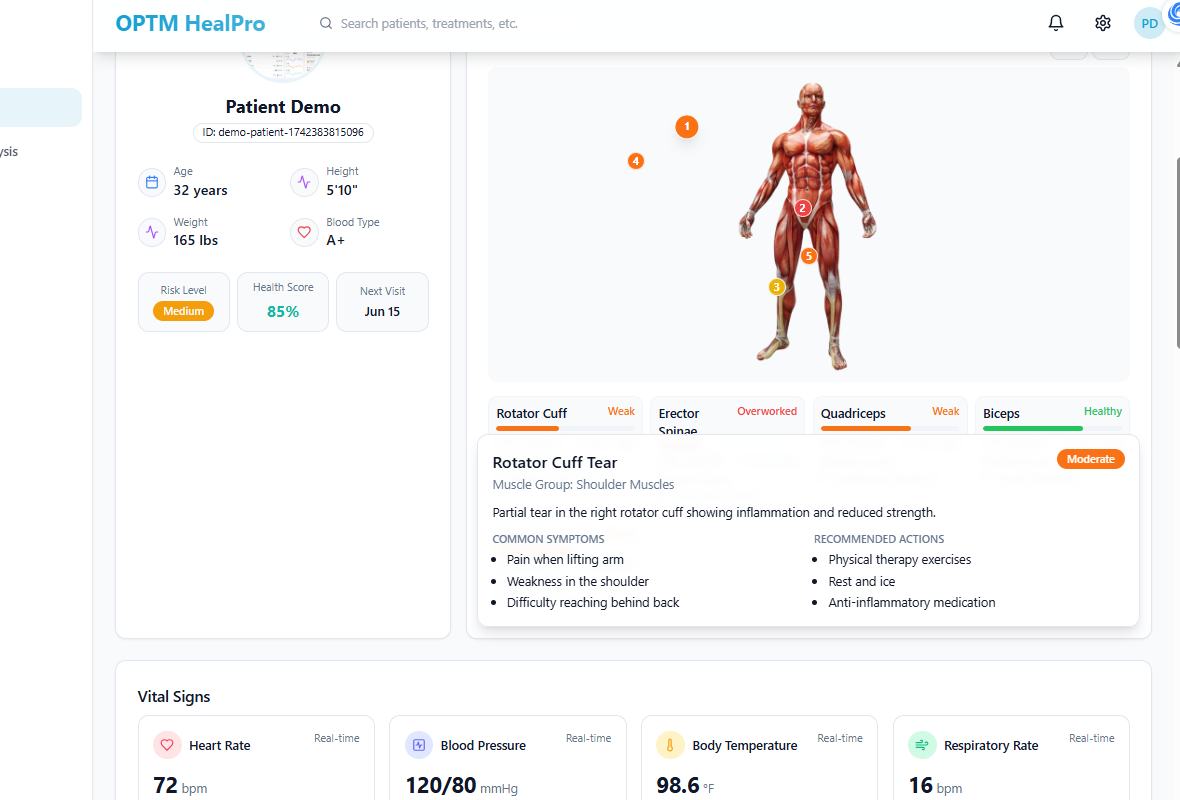 OPTM HealPro
Search patients, treatments, etc.
PD
ysis
Patient Demo
ID: demo-patient-1742383815096
Age
32 years
Height
5'10"
Weight
165 lbs
Blood Type
A+
Risk Level
Medium
Health Score
85%
Next Visit
Jun 15
1
4
2
5
3
Rotator Cuff
Weak
Erector
Spinae
Overworked
Quadriceps
Weak
Biceps
Healthy
Rotator Cuff Tear
Moderate
Muscle Group: Shoulder Muscles
Partial tear in the right rotator cuff showing inflammation and reduced strength.
COMMON SYMPTOMS
Pain when lifting arm
Weakness in the shoulder
Difficulty reaching behind back
RECOMMENDED ACTIONS
Physical therapy exercises
Rest and ice
Anti-inflammatory medication
Vital Signs
Heart Rate
Real-time
72 bpm
Blood Pressure
Real-time
120/80 mmHg
Body Temperature
Real-time
98.6 °F
Respiratory Rate
Real-time
16 bpm